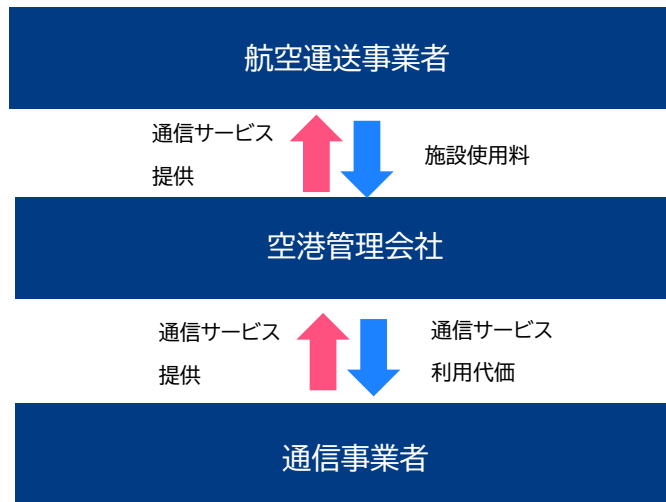 航空運送事業者
通信サービス
提供
施設使用料
空港管理会社
通信サービス
提供
通信サービス
利用代価
通信事業者